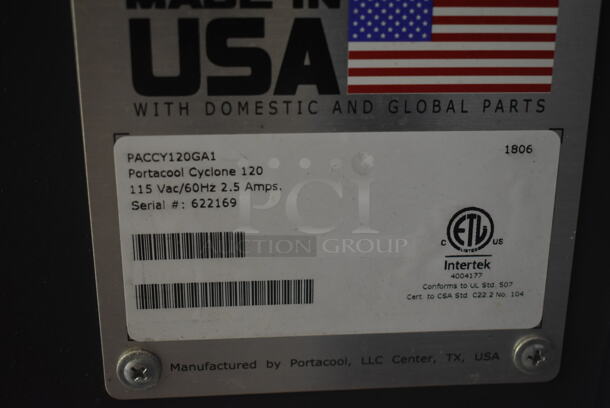 MADE IN
USA
WITH DOMESTIC AND GLOBAL PARTS
PACCY120GA1
1806
Portacool Cyclone 120
115 Vac/60Hz 2.5 Amps.
Serial #: 622169
PCI
AUCTION GROUP
C ETL US
LISTED
Intertek
4004177
Conforms to UL Std. 507
Cert. to CSA Std. C22.2 No. 104
Manufactured by Portacool, LLC Center, TX, USA